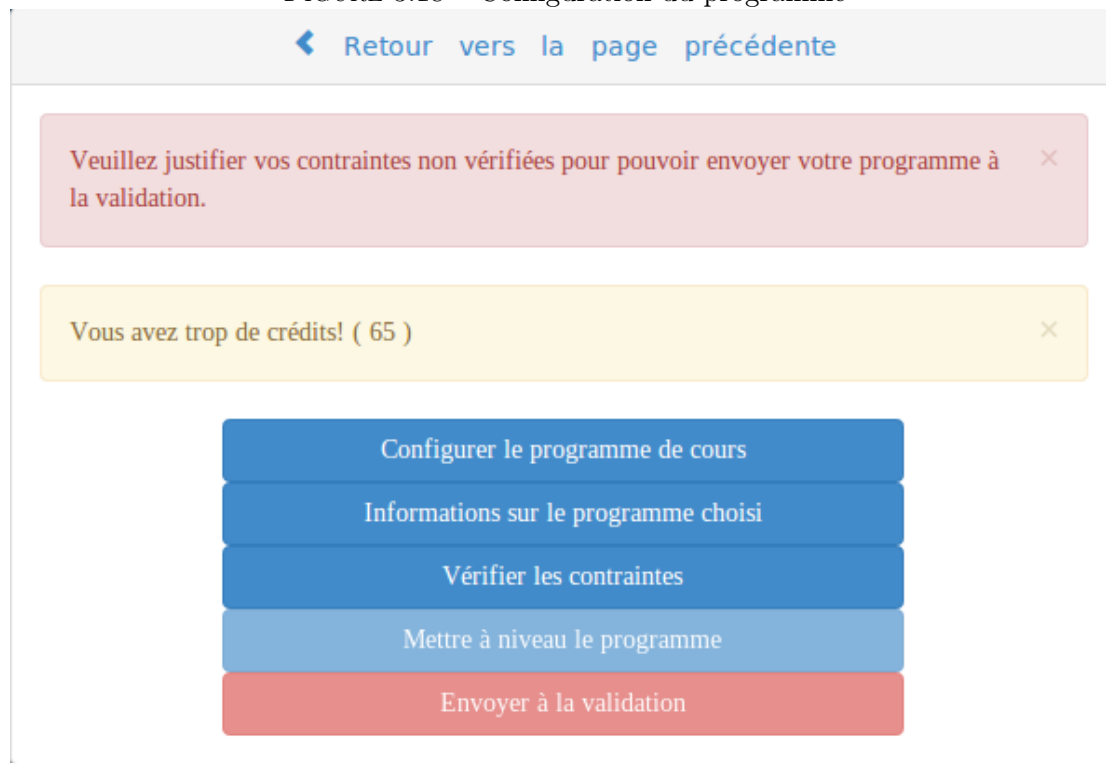 Retour vers la page précédente
Veuillez justifier vos contraintes non vérifiées pour pouvoir envoyer votre programme à
la validation.
×
Vous avez trop de crédits! ( 65 )
×
Configurer le programme de cours
Informations sur le programme choisi
Vérifier les contraintes
Mettre à niveau le programme
Envoyer à la validation